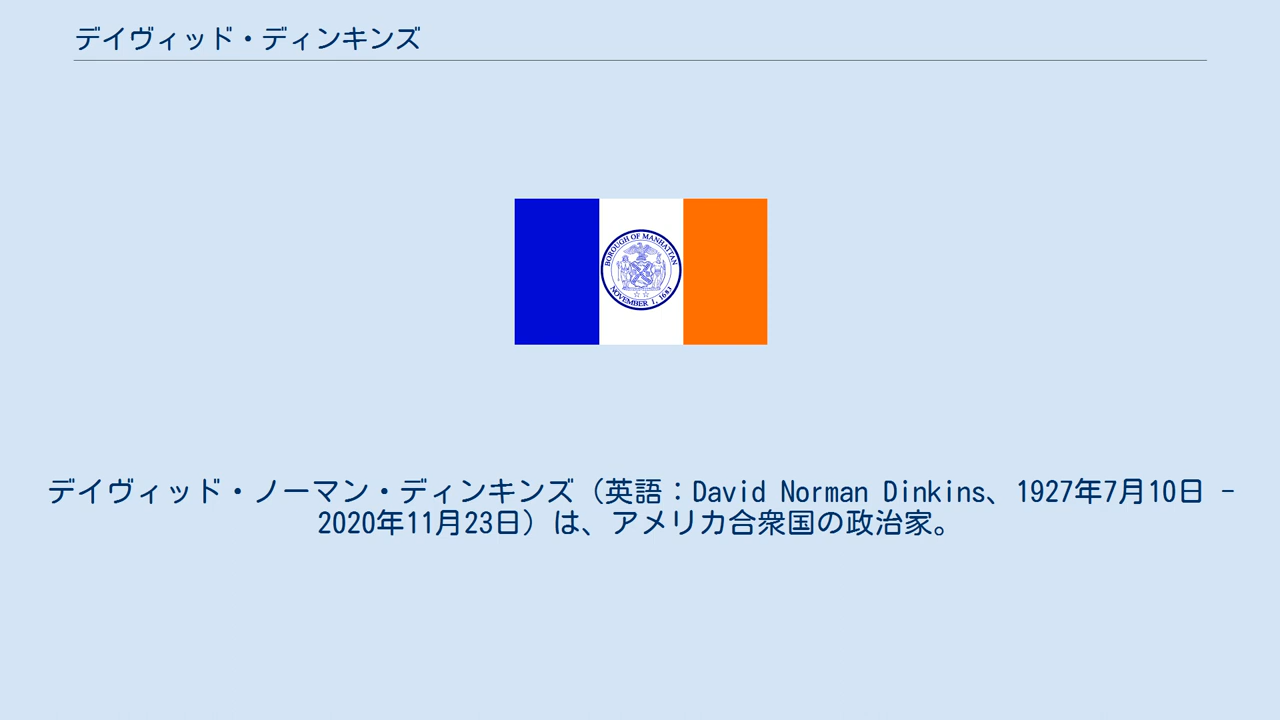 デイヴィッド・ディンキンズ
BOROUGH OF MANHATTAN
NOVEMBER 1, 1683
デイヴィッド・ノーマン・ディンキンズ（英語：David Norman Dinkins、1927年7月10日 -
2020年11月23日）は、アメリカ合衆国の政治家。